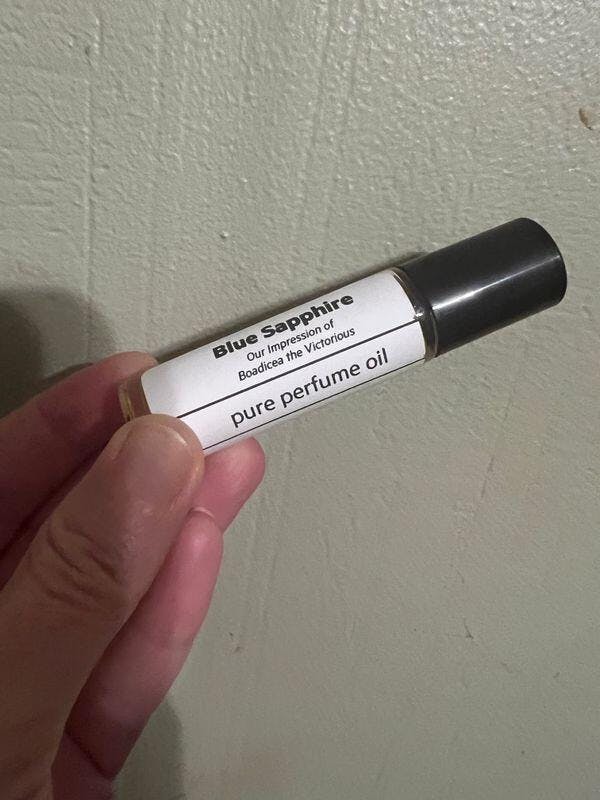 Blue Sapphire
Our Impression of
Boadicea the Victorious
pure perfume oil